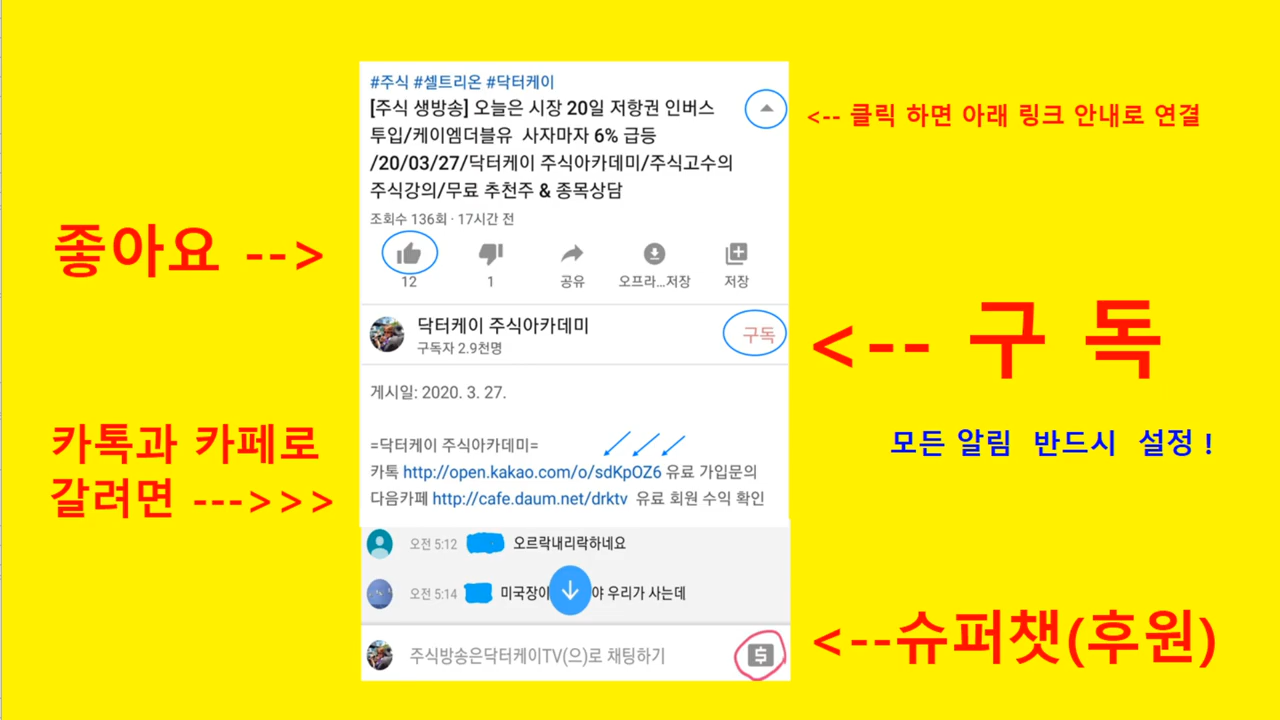 #주식 #셀트리온 #닥터케이
[주식 생방송] 오늘은 시장 20일 저항권 인버스
투입/케이엠더블유 사자마자 6% 급등
/20/03/27/닥터케이 주식아카데미/주식고수의
주식강의/무료 추천주 & 종목상담
조회수 136회 · 17시간 전
<-- 클릭 하면 아래 링크 안내로 연결
좋아요 -->
12
1
공유
오프라...저장
저장
닥터케이 주식아카데미
구독자 2.9천명
구독
<-- 구 독
게시일: 2020. 3. 27.
모든 알림 반드시 설정 !
카톡과 카페로
갈려면 --->>>
=닥터케이 주식아카데미=
카톡 http://open.kakao.com/o/sdKpOZ6 유료 가입문의
다음카페 http://cafe.daum.net/drktv 유료 회원 수익 확인
오전 5:12 오르락내리락하네요
오전 5:14 미국장이 야 우리가 사는데
주식방송은닥터케이TV(으)로 채팅하기
<--슈퍼챗(후원)